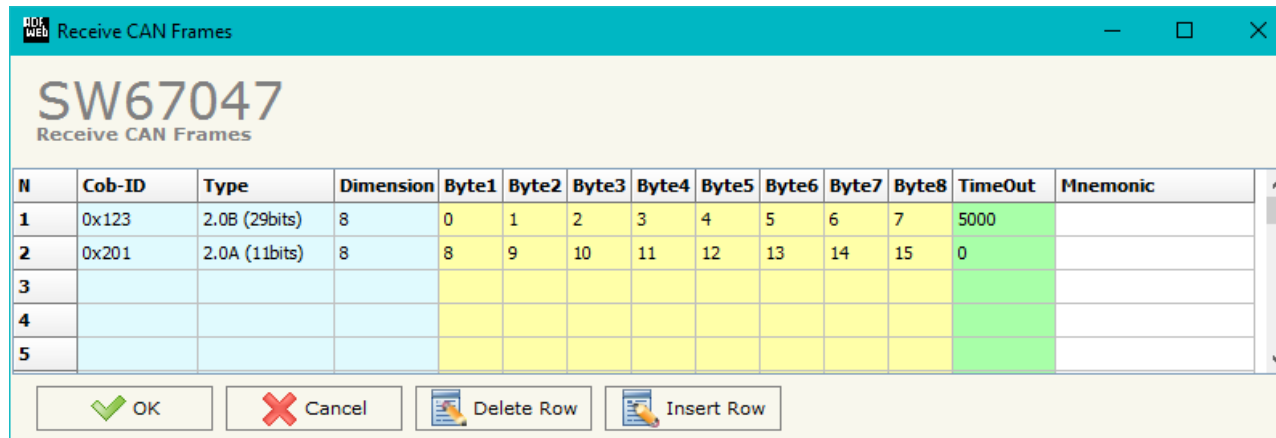 ADF WEB Receive CAN Frames
SW67047
Receive CAN Frames
N Cob-ID Type Dimension Byte1 Byte2 Byte3 Byte4 Byte5 Byte6 Byte7 Byte8 TimeOut Mnemonic
1 0x123 2.0B (29bits) 8 0 1 2 3 4 5 6 7 5000
2 0x201 2.0A (11bits) 8 8 9 10 11 12 13 14 15 0
3
4
5
OK Cancel Delete Row Insert Row